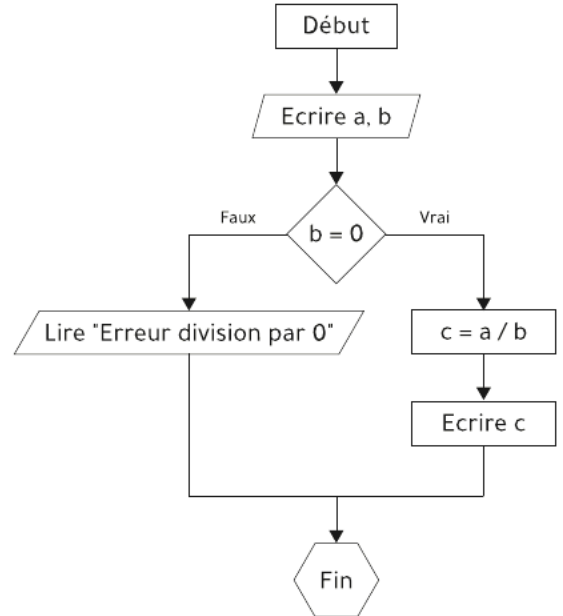 Début
Ecrire a, b
b = 0
Faux
Vrai
Lire "Erreur division par 0"
c = a / b
Ecrire c
Fin